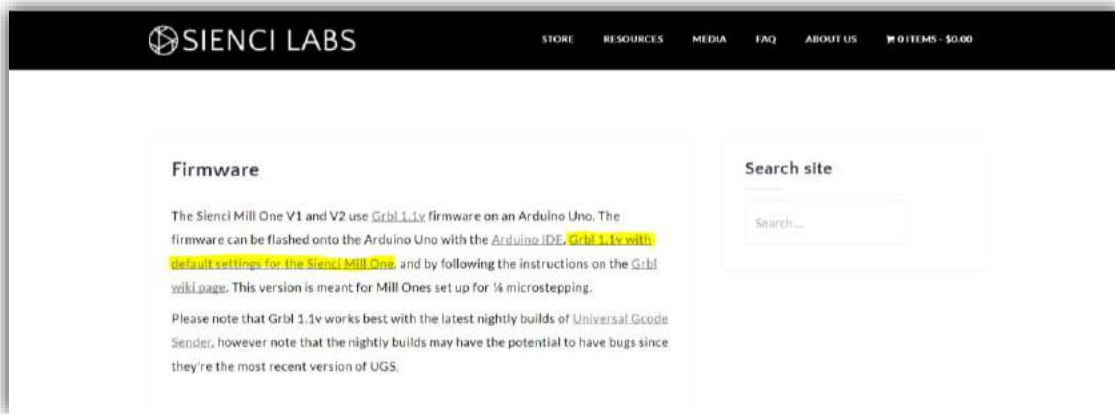 SIENCI LABS
STORE RESOURCES MEDIA FAQ ABOUT US 0 ITEMS - $0.00
Firmware
The Sienci Mill One V1 and V2 use Grbl 1.1v firmware on an Arduino Uno. The
firmware can be flashed onto the Arduino Uno with the Arduino IDE, Grbl 1.1v with
default settings for the Sienci Mill One, and by following the instructions on the Grbl
wiki page. This version is meant for Mill Ones set up for ¼ microstepping.
Please note that Grbl 1.1v works best with the latest nightly builds of Universal Gcode
Sender, however note that the nightly builds may have the potential to have bugs since
they're the most recent version of UGS.
Search site
Search …